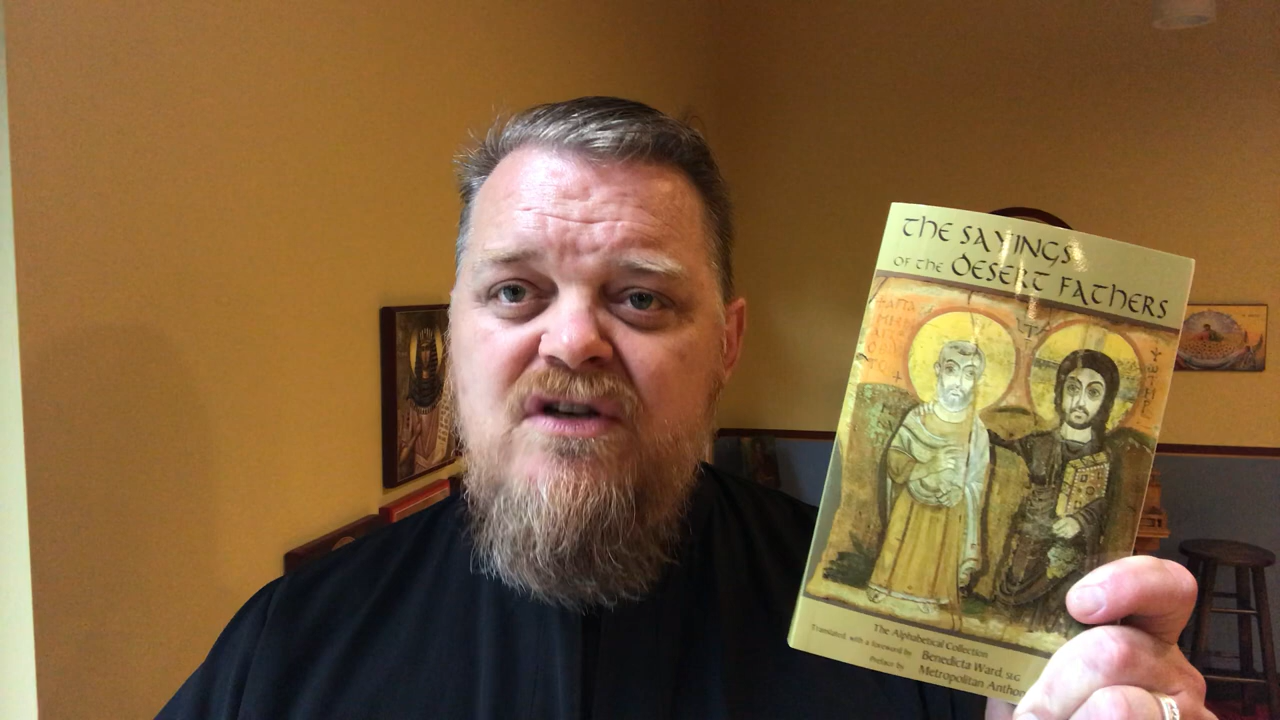 THE SAYINGS
OF THE DESERT FATHERS
The Alphabetical Collection
Translated, with a foreword by Benedicta Ward, SLG
Preface by Metropolitan Antho